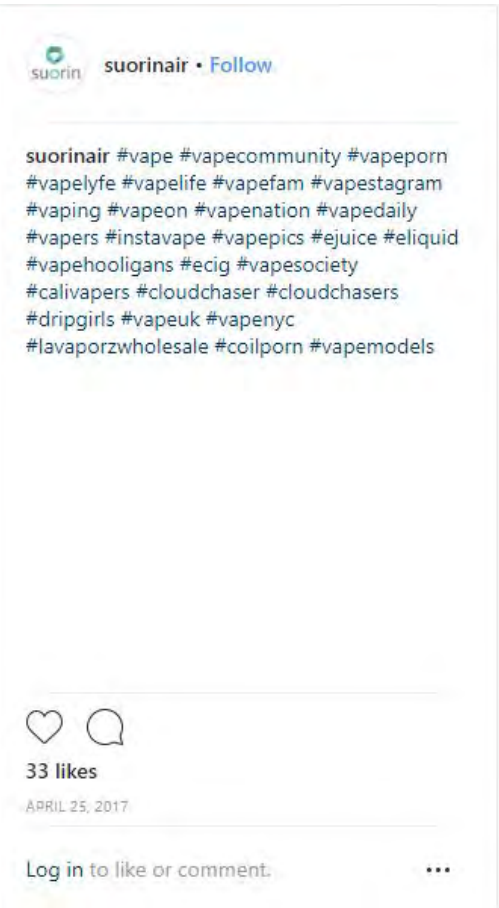 suorin
suorinair • Follow
suorinair #vape #vapecommunity #vapeporn
#vapelyfe #vapelife #vapefam #vapestagram
#vaping #vapeon #vapenation #vapedaily
#vapers #instavape #vapepics #ejuice #eliquid
#vapehooligans #ecig #vapesociety
#calivapers #cloudchaser #cloudchasers
#dripgirls #vapeuk #vapenyc
#lavaporzwholesale #coilporn #vapemodels
33 likes
APRIL 25, 2017
Log in to like or comment.